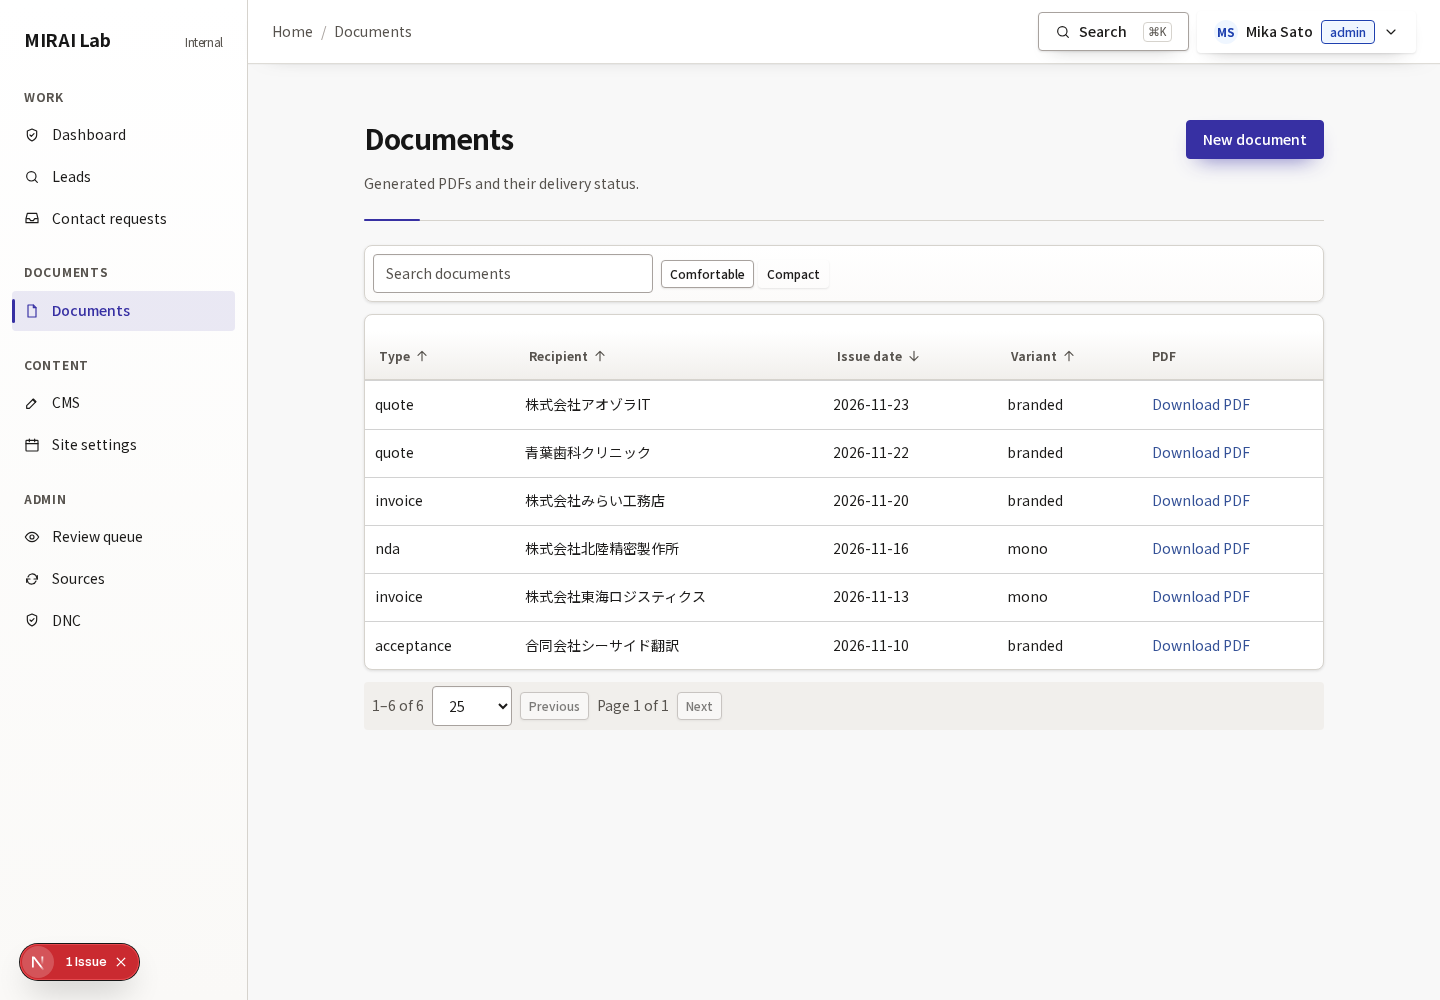 MIRAI Lab
Internal
WORK
Dashboard
Leads
Contact requests
DOCUMENTS
Documents
CONTENT
CMS
Site settings
ADMIN
Review queue
Sources
DNC
1 Issue
Home / Documents
Search ⌘K
MS Mika Sato admin
Documents
New document
Generated PDFs and their delivery status.
Search documents
Comfortable
Compact
Type ↑ Recipient ↑ Issue date ↓ Variant ↑ PDF
quote 株式会社アオゾラIT 2026-11-23 branded Download PDF
quote 青葉歯科クリニック 2026-11-22 branded Download PDF
invoice 株式会社みらい工務店 2026-11-20 branded Download PDF
nda 株式会社北陸精密製作所 2026-11-16 mono Download PDF
invoice 株式会社東海ロジスティクス 2026-11-13 mono Download PDF
acceptance 合同会社シーサイド翻訳 2026-11-10 branded Download PDF
1–6 of 6 25 Previous Page 1 of 1 Next